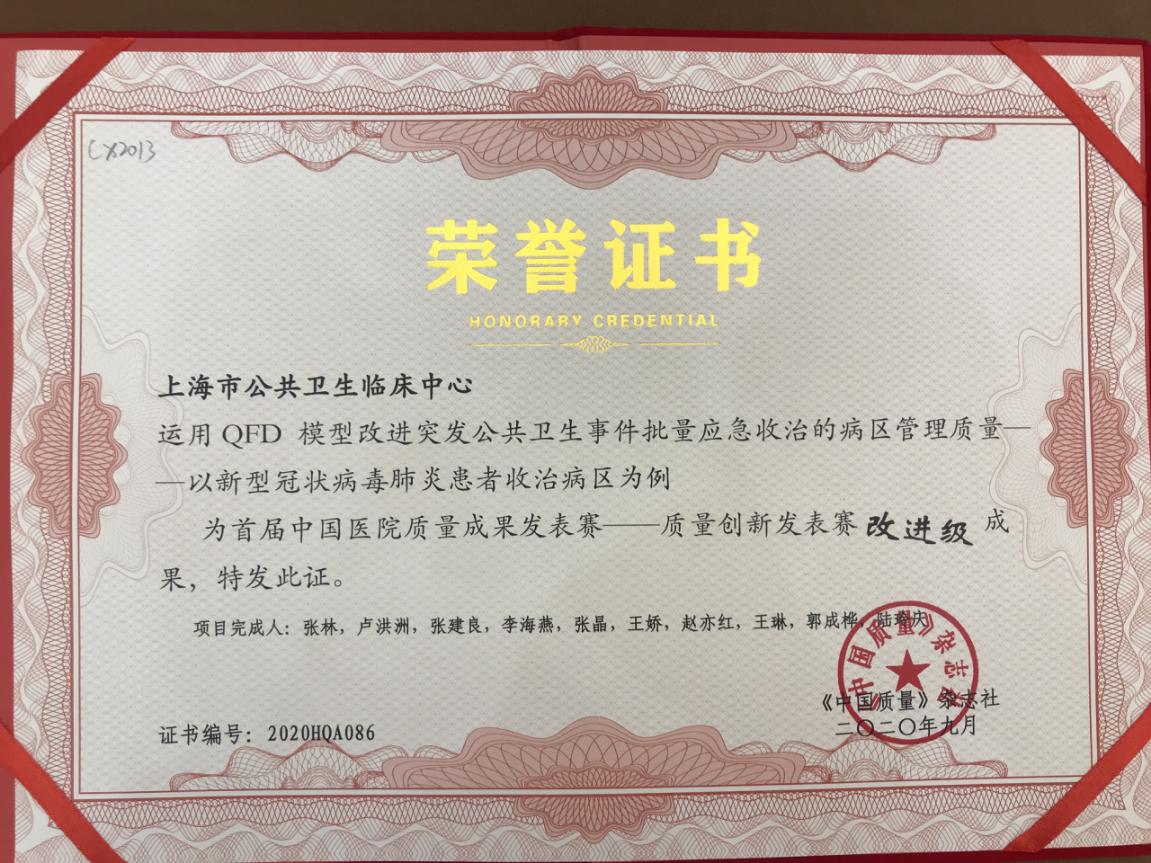 CX2013
荣誉证书
HONORARY CREDENTIAL
上海市公共卫生临床中心
运用QFD 模型改进突发公共卫生事件批量应急收治的病区管理质量—
—以新型冠状病毒肺炎患者收治病区为例
为首届中国医院质量成果发表赛——质量创新发表赛 改进级 成
果，特发此证。
项目完成人：张林，卢洪洲，张建良，李海燕，张晶，王娇，赵亦红，王琳，郭成桦，陆 庆
《中国质量》杂志社
《中国质量》杂志社
二〇二〇年九月
证书编号：2020HQA086